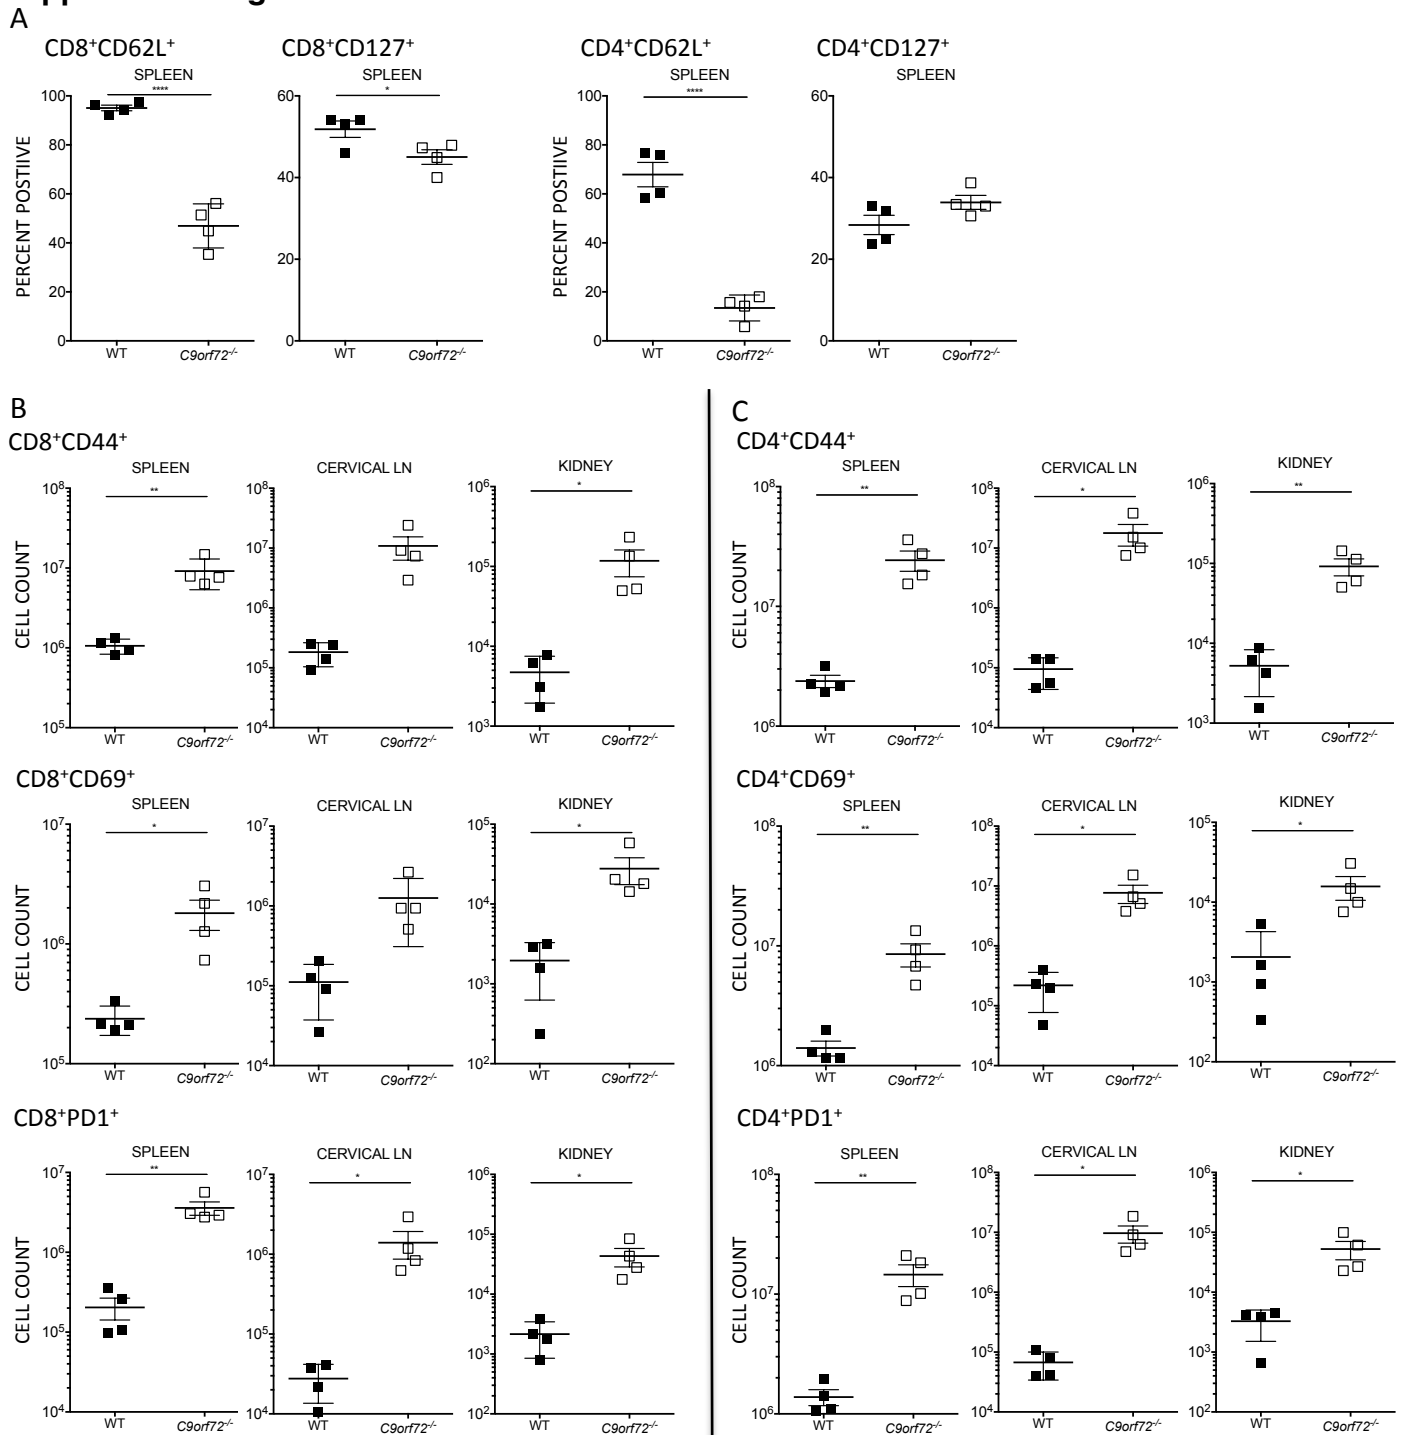 A
CD8⁺CD62L⁺
SPLEEN
****
PERCENT POSTIIVE
100
80
60
40
20
0
WT
C9orf72⁻/⁻
CD8⁺CD127⁺
SPLEEN
*
60
40
20
0
WT
C9orf72⁻/⁻
CD4⁺CD62L⁺
SPLEEN
****
PERCENT POSTIIVE
100
80
60
40
20
0
WT
C9orf72⁻/⁻
CD4⁺CD127⁺
SPLEEN
60
40
20
0
WT
C9orf72⁻/⁻
B
CD8⁺CD44⁺
SPLEEN
**
CELL COUNT
10⁸
10⁷
10⁶
10⁵
WT
C9orf72⁻/⁻
CERVICAL LN
10⁸
10⁷
10⁶
10⁵
10⁴
WT
C9orf72⁻/⁻
KIDNEY
*
10⁶
10⁵
10⁴
10³
WT
C9orf72⁻/⁻
CD8⁺CD69⁺
SPLEEN
*
CELL COUNT
10⁷
10⁶
10⁵
WT
C9orf72⁻/⁻
CERVICAL LN
10⁷
10⁶
10⁵
10⁴
WT
C9orf72⁻/⁻
KIDNEY
*
10⁵
10⁴
10³
10²
WT
C9orf72⁻/⁻
CD8⁺PD1⁺
SPLEEN
**
CELL COUNT
10⁷
10⁶
10⁵
10⁴
WT
C9orf72⁻/⁻
CERVICAL LN
*
10⁷
10⁶
10⁵
10⁴
WT
C9orf72⁻/⁻
KIDNEY
*
10⁶
10⁵
10⁴
10³
10²
WT
C9orf72⁻/⁻
C
CD4⁺CD44⁺
SPLEEN
**
CELL COUNT
10⁸
10⁷
10⁶
WT
C9orf72⁻/⁻
CERVICAL LN
*
10⁸
10⁷
10⁶
10⁵
10⁴
WT
C9orf72⁻/⁻
KIDNEY
**
10⁶
10⁵
10⁴
10³
WT
C9orf72⁻/⁻
CD4⁺CD69⁺
SPLEEN
**
CELL COUNT
10⁸
10⁷
10⁶
WT
C9orf72⁻/⁻
CERVICAL LN
*
10⁸
10⁷
10⁶
10⁵
10⁴
WT
C9orf72⁻/⁻
KIDNEY
*
10⁵
10⁴
10³
10²
WT
C9orf72⁻/⁻
CD4⁺PD1⁺
SPLEEN
**
CELL COUNT
10⁸
10⁷
10⁶
WT
C9orf72⁻/⁻
CERVICAL LN
*
10⁸
10⁷
10⁶
10⁵
10⁴
WT
C9orf72⁻/⁻
KIDNEY
*
10⁶
10⁵
10⁴
10³
10²
WT
C9orf72⁻/⁻